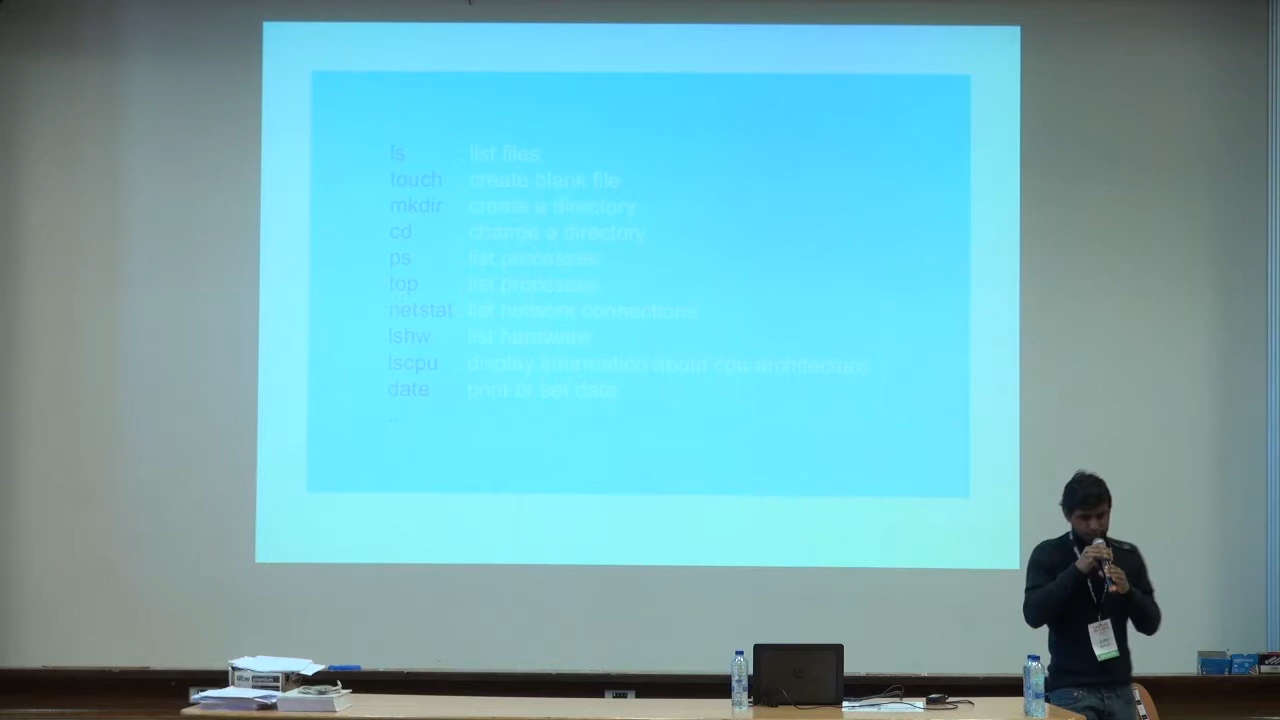 ls : list files
touch : create blank file
mkdir : create a directory
cd : change a directory
ps : list processes
top : list processes
netstat : list network connections
lshw : list hardware
lscpu : display information about cpu architecture
date : print or set date
...